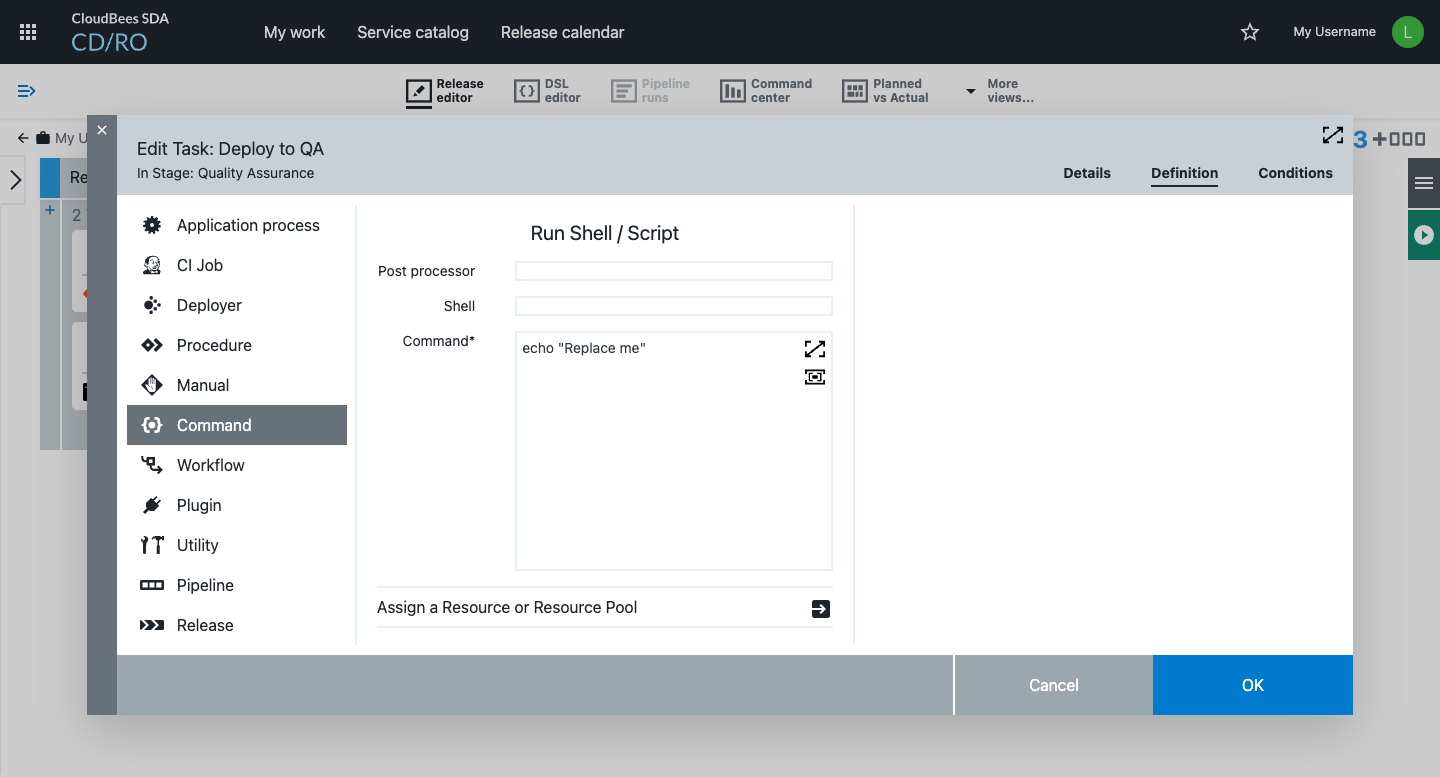 CloudBees SDA
CD/RO
My work
Service catalog
Release calendar
My Username
L
Release
editor
DSL
editor
Pipeline
runs
Command
center
Planned
vs Actual
More
views...
My U
3
Re
2
Edit Task: Deploy to QA
In Stage: Quality Assurance
Details
Definition
Conditions
Application process
CI Job
Deployer
Procedure
Manual
Command
Workflow
Plugin
Utility
Pipeline
Release
Run Shell / Script
Post processor
Shell
Command*
echo "Replace me"
Assign a Resource or Resource Pool
Cancel
OK